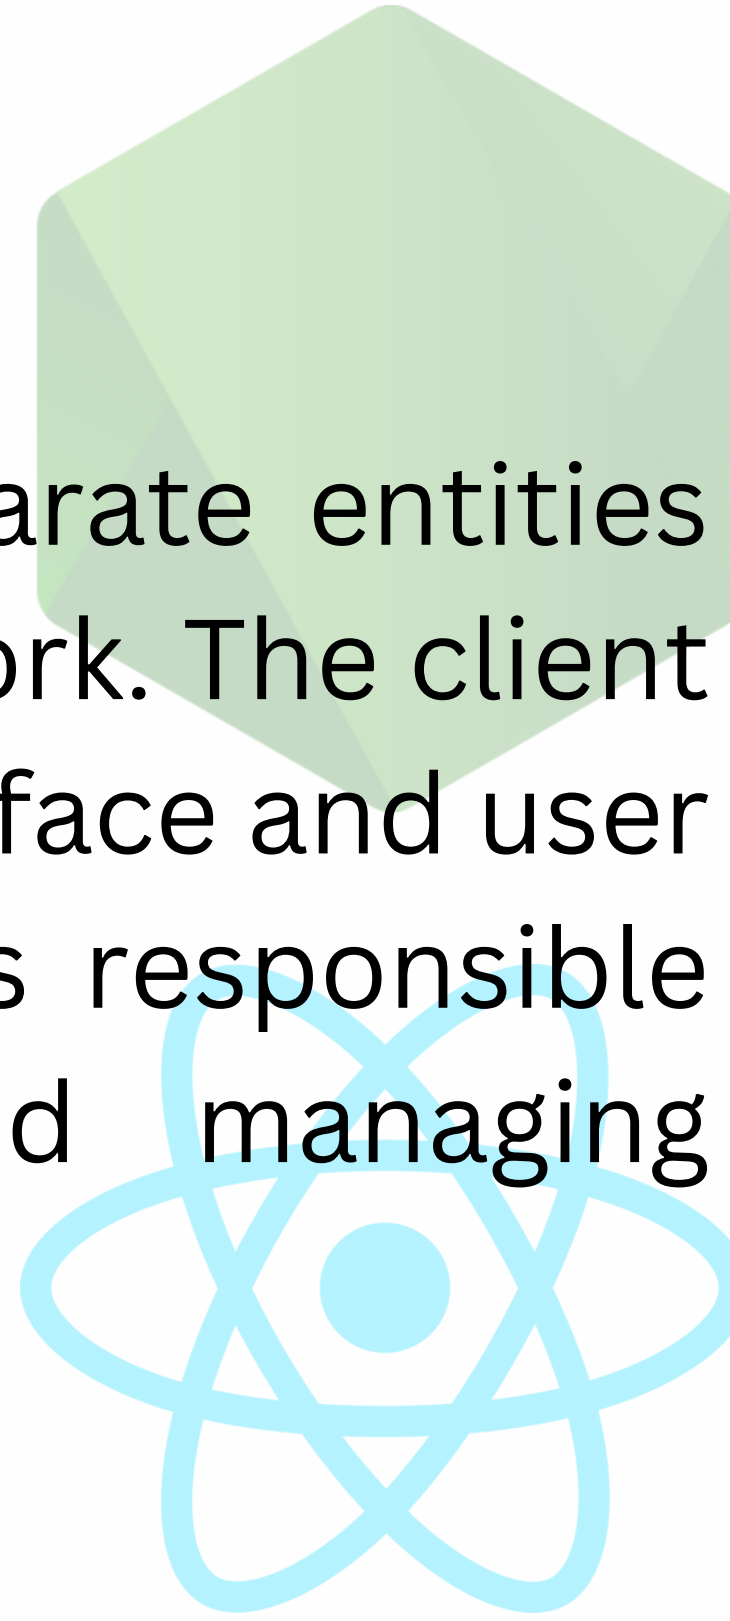 arate entities
ork. The client
face and user
s responsible
d managing